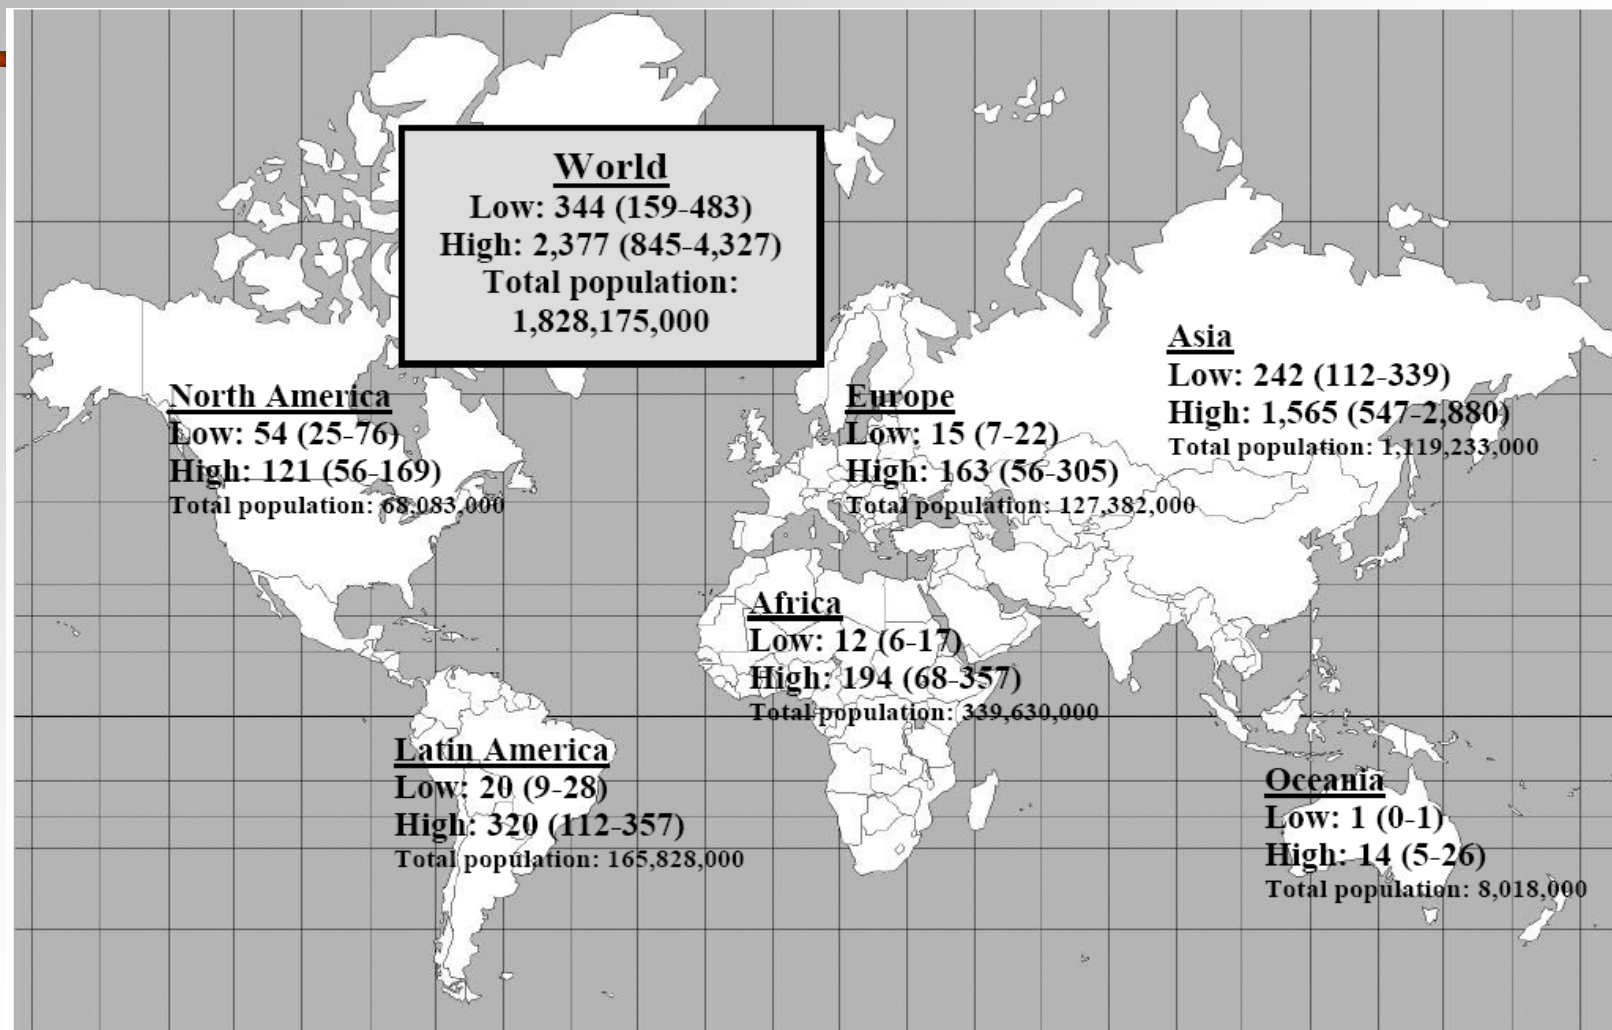 World
Low: 344 (159-483)
High: 2,377 (845-4,327)
Total population:
1,828,175,000
Asia
Low: 242 (112-339)
High: 1,565 (547-2,880)
Total population: 1,119,233,000
North America
Low: 54 (25-76)
High: 121 (56-169)
Total population: 68,083,000
Europe
Low: 15 (7-22)
High: 163 (56-305)
Total population: 127,382,000
Africa
Low: 12 (6-17)
High: 194 (68-357)
Total population: 339,630,000
Latin America
Low: 20 (9-28)
High: 320 (112-357)
Total population: 165,828,000
Oceania
Low: 1 (0-1)
High: 14 (5-26)
Total population: 8,018,000